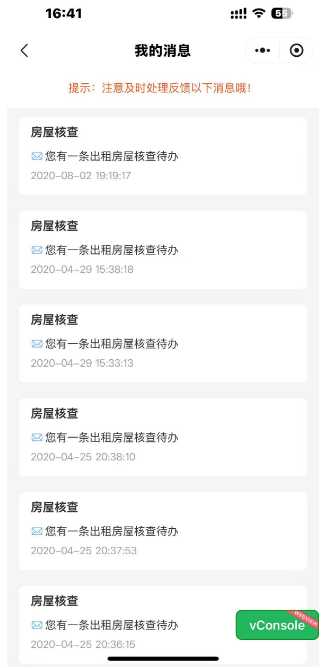 16:41
55
我的消息
提示：注意及时处理反馈以下消息哦！
房屋核查
您有一条出租房屋核查待办
2020-08-02 19:19:17
房屋核查
您有一条出租房屋核查待办
2020-04-29 15:38:18
房屋核查
您有一条出租房屋核查待办
2020-04-29 15:33:13
房屋核查
您有一条出租房屋核查待办
2020-04-25 20:38:10
房屋核查
您有一条出租房屋核查待办
2020-04-25 20:37:53
房屋核查
您有一条出租房屋核查待办
2020-04-25 20:36:15
WEBVIEW
vConsole